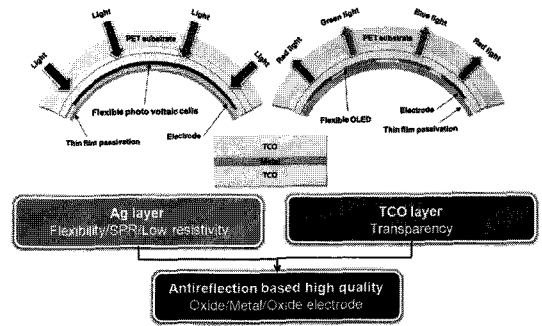 Light
Light
Light
Light
PET substrate
Flexible photo voltaic cells
Thin film passivation
Electrode
Red light
Green light
Blue light
Red light
PET substrate
Flexible OLED
Electrode
Thin film passivation
TCO
Metal
TCO
Ag layer
Flexibility/SPR/Low resistivity
TCO layer
Transparency
Antireflection based high quality
Oxide/Metal/Oxide electrode